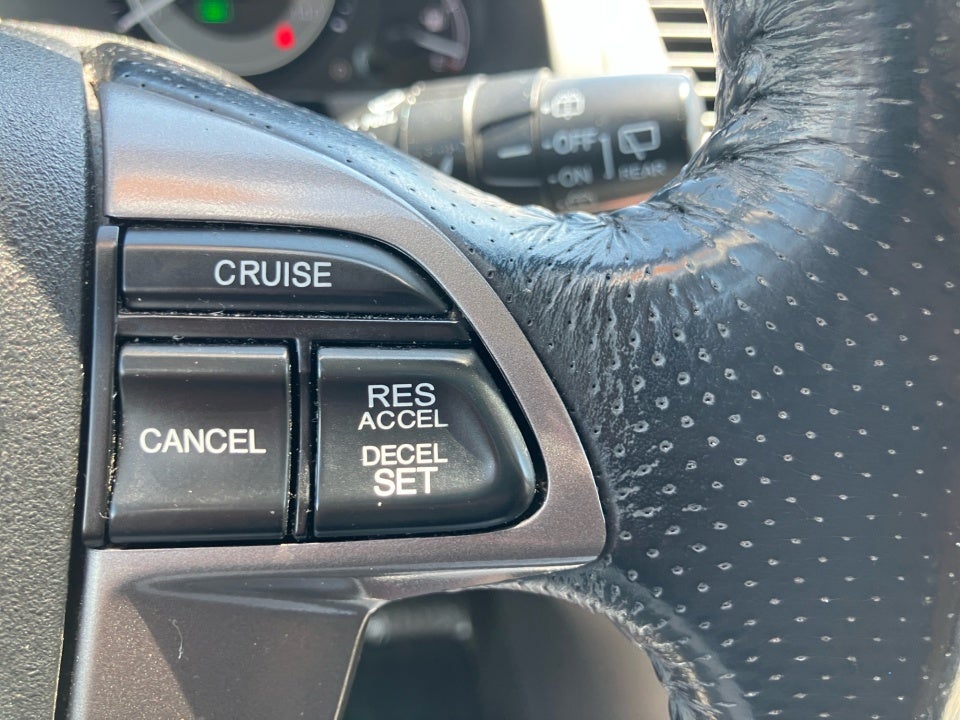 OFF
ON
REAR
CRUISE
CANCEL
RES
ACCEL
DECEL
SET